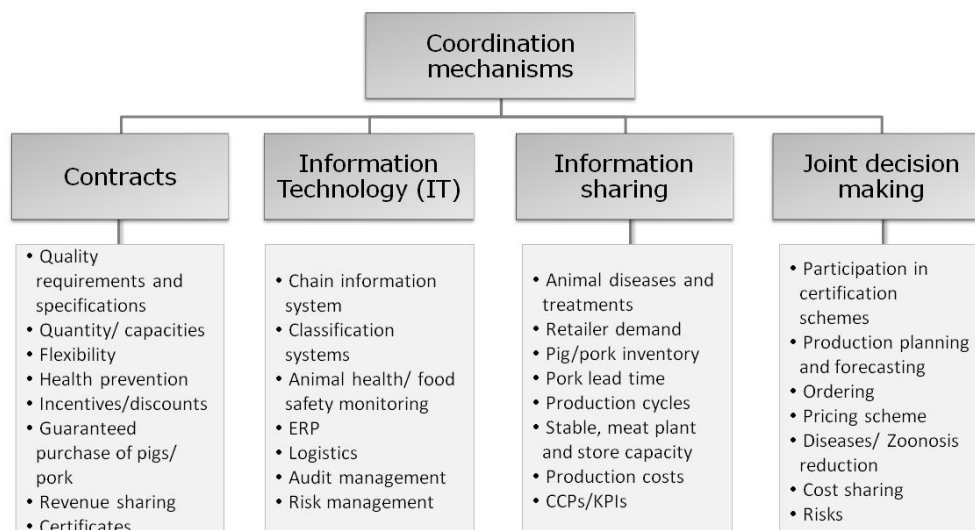 Coordination
mechanisms
Contracts
Information
Technology (IT)
Information
sharing
Joint decision
making
• Quality
requirements and
specifications
• Quantity/ capacities
• Flexibility
• Health prevention
• Incentives/discounts
• Guaranteed
purchase of pigs/
pork
• Revenue sharing
• Certificates
• Chain information
system
• Classification
systems
• Animal health/ food
safety monitoring
• ERP
• Logistics
• Audit management
• Risk management
• Animal diseases and
treatments
• Retailer demand
• Pig/pork inventory
• Pork lead time
• Production cycles
• Stable, meat plant
and store capacity
• Production costs
• CCPs/KPIs
• Participation in
certification
schemes
• Production planning
and forecasting
• Ordering
• Pricing scheme
• Diseases/ Zoonosis
reduction
• Cost sharing
• Risks